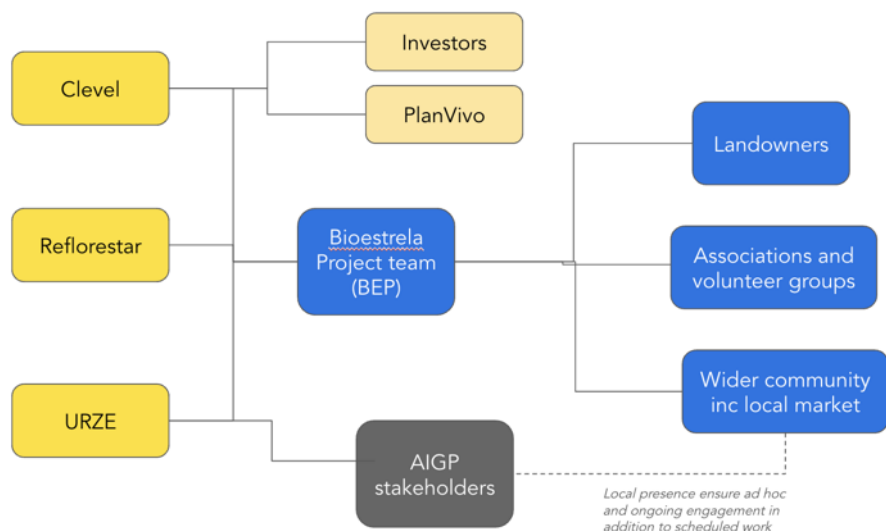 Investors
Clevel
PlanVivo
Landowners
Reflorestar
Bioestrela
Project team
(BEP)
Associations and
volunteer groups
Wider community
inc local market
URZE
AIGP
stakeholders
Local presence ensure ad hoc
and ongoing engagement in
addition to scheduled work